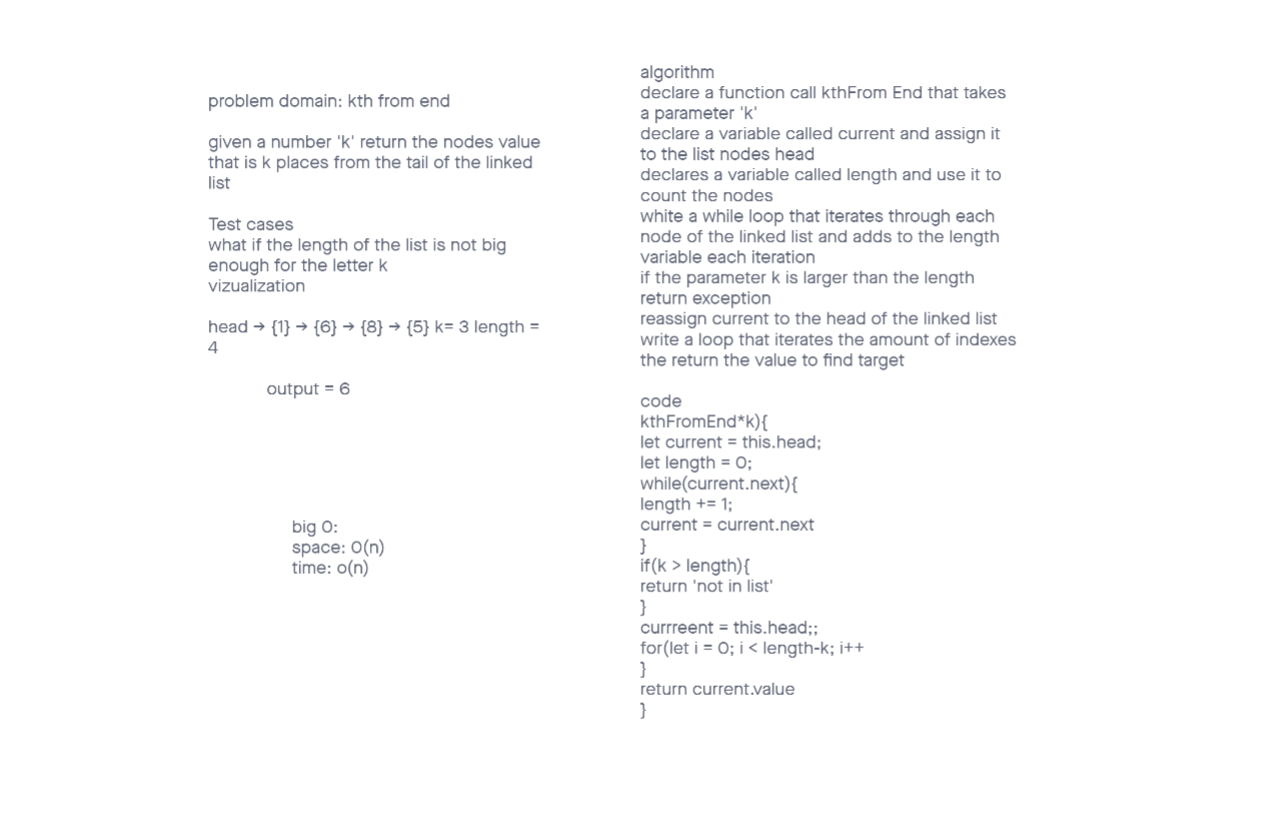 problem domain: kth from end
given a number 'k' return the nodes value
that is k places from the tail of the linked
list
Test cases
what if the length of the list is not big
enough for the letter k
vizualization
head → {1} → {6} → {8} → {5} k= 3 length =
4
output = 6
big O:
space: O(n)
time: o(n)
algorithm
declare a function call kthFrom End that takes
a parameter 'k'
declare a variable called current and assign it
to the list nodes head
declares a variable called length and use it to
count the nodes
white a while loop that iterates through each
node of the linked list and adds to the length
variable each iteration
if the parameter k is larger than the length
return exception
reassign current to the head of the linked list
write a loop that iterates the amount of indexes
the return the value to find target
code
kthFromEnd*k){
let current = this.head;
let length = 0;
while(current.next){
length += 1;
current = current.next
}
if(k > length){
return 'not in list'
}
currreent = this.head;;
for(let i = 0; i < length-k; i++
}
return current.value
}